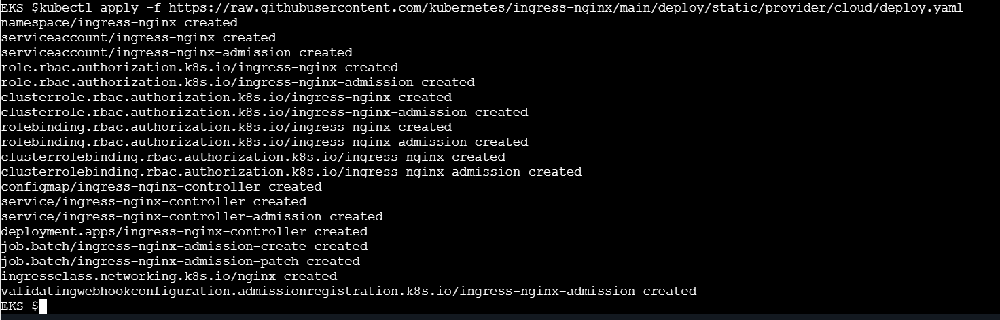 EKS $kubectl apply -f https://raw.githubusercontent.com/kubernetes/ingress-nginx/main/deploy/static/provider/cloud/deploy.yaml
namespace/ingress-nginx created
serviceaccount/ingress-nginx created
serviceaccount/ingress-nginx-admission created
role.rbac.authorization.k8s.io/ingress-nginx created
role.rbac.authorization.k8s.io/ingress-nginx-admission created
clusterrole.rbac.authorization.k8s.io/ingress-nginx created
clusterrole.rbac.authorization.k8s.io/ingress-nginx-admission created
rolebinding.rbac.authorization.k8s.io/ingress-nginx created
rolebinding.rbac.authorization.k8s.io/ingress-nginx-admission created
clusterrolebinding.rbac.authorization.k8s.io/ingress-nginx created
clusterrolebinding.rbac.authorization.k8s.io/ingress-nginx-admission created
configmap/ingress-nginx-controller created
service/ingress-nginx-controller created
service/ingress-nginx-controller-admission created
deployment.apps/ingress-nginx-controller created
job.batch/ingress-nginx-admission-create created
job.batch/ingress-nginx-admission-patch created
ingressclass.networking.k8s.io/nginx created
validatingwebhookconfiguration.admissionregistration.k8s.io/ingress-nginx-admission created
EKS $